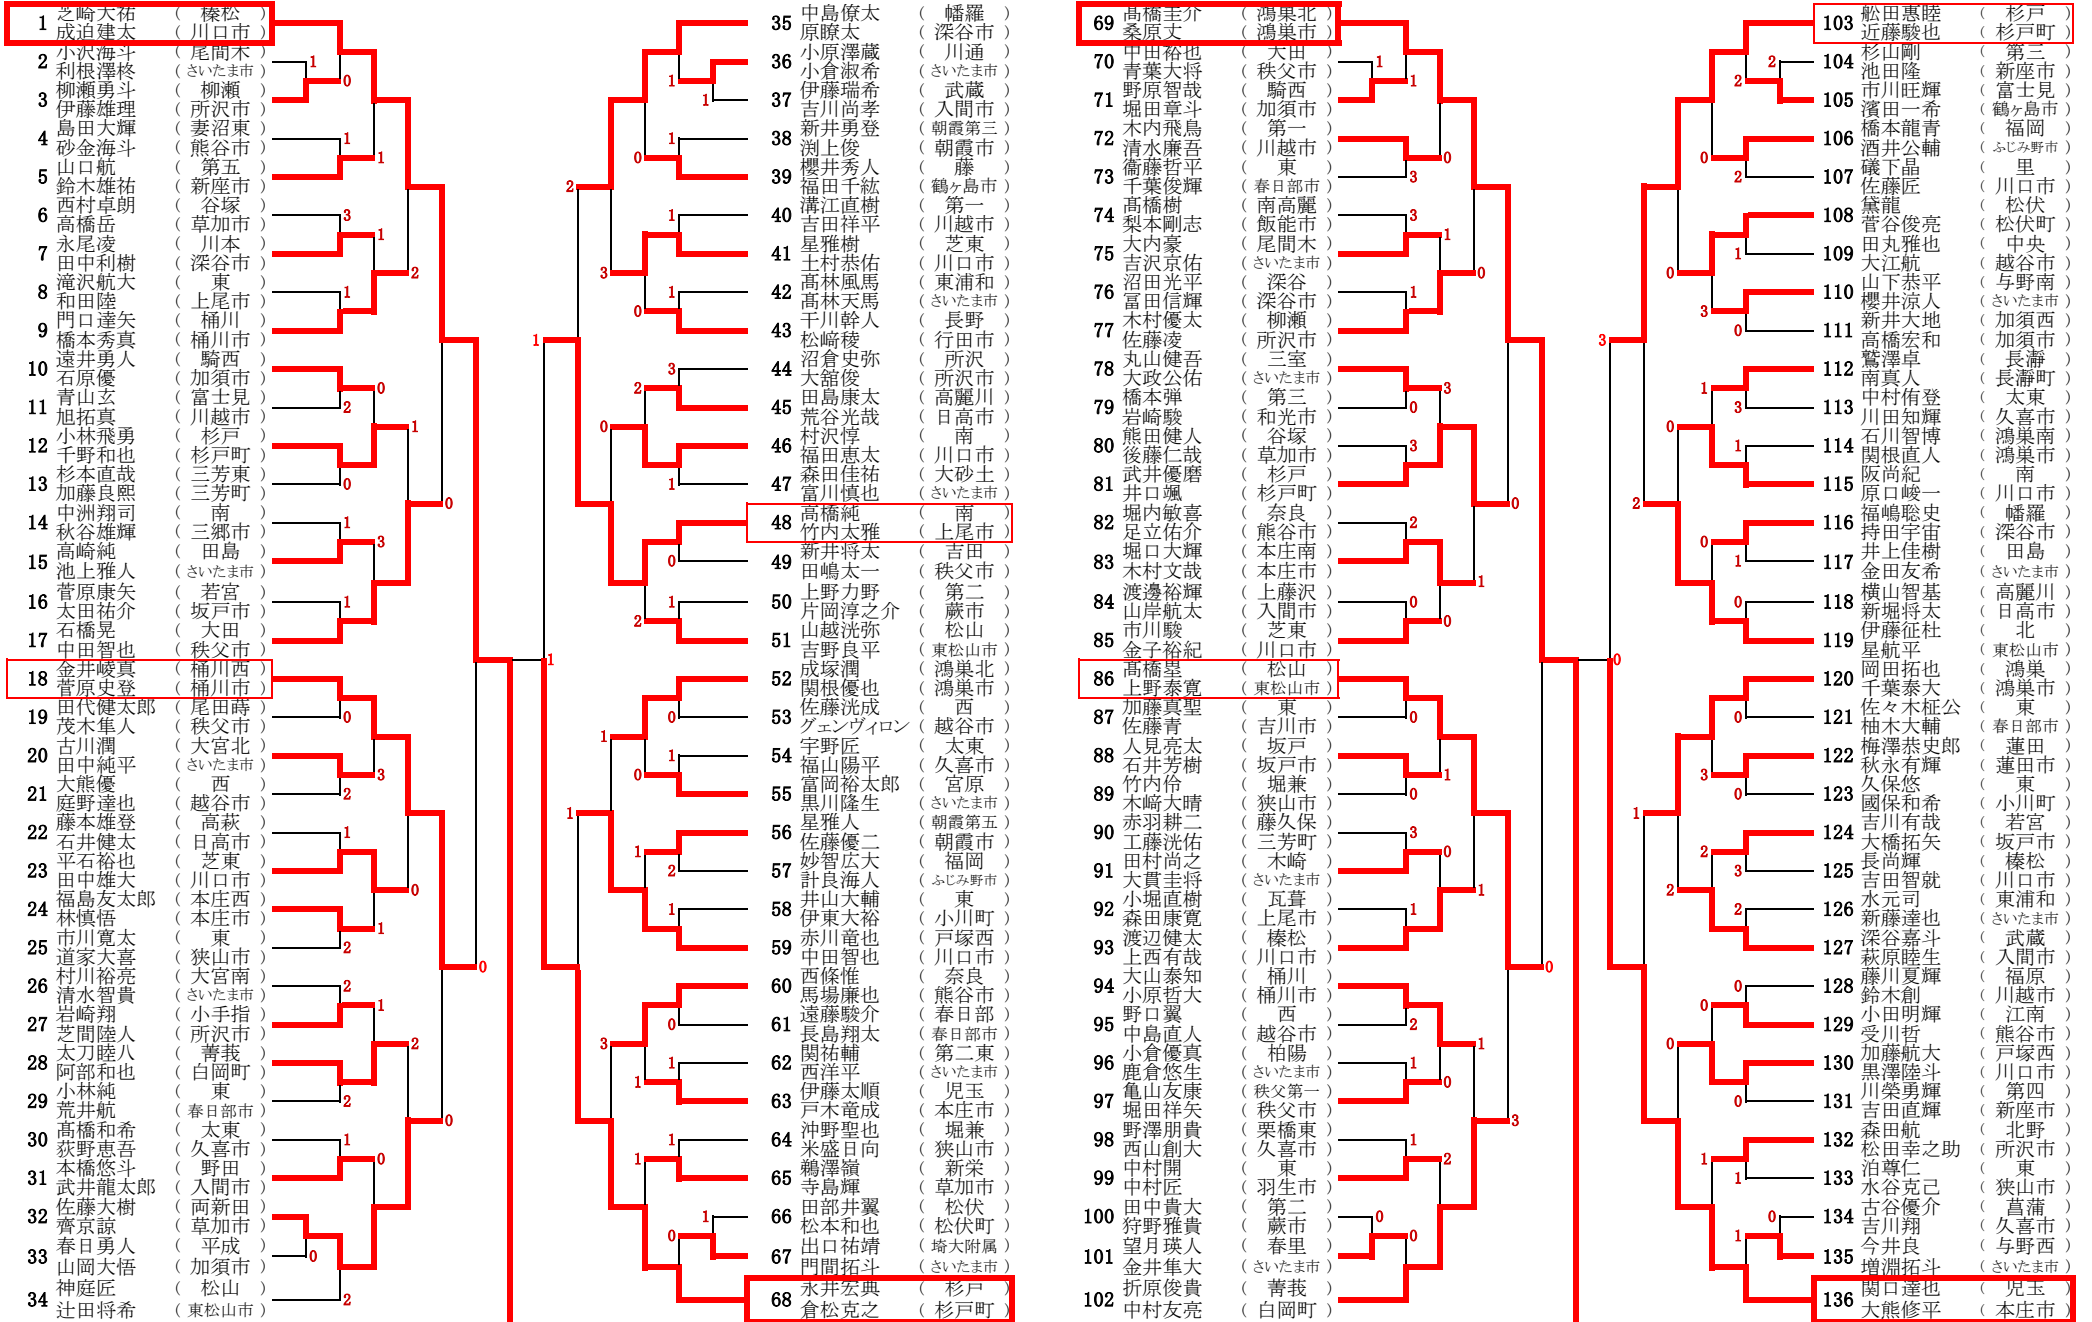 1 芝崎大祐 ( 榛松 )
成迫建太 ( 川口市 )
2 小沢海斗 ( 尾間木 )
利根澤柊 ( さいたま市 )
3 柳瀬勇斗 ( 柳瀬 )
伊藤雄理 ( 所沢市 )
4 島田大輝 ( 妻沼東 )
砂金海斗 ( 熊谷市 )
5 山口航 ( 第五 )
鈴木雄祐 ( 新座市 )
6 西村卓朗 ( 谷塚 )
高橋岳 ( 草加市 )
7 永尾凌 ( 川本 )
田中利樹 ( 深谷市 )
8 滝沢航大 ( 東 )
和田陸 ( 上尾市 )
9 門口達矢 ( 桶川 )
橋本秀真 ( 桶川市 )
10 遠井勇人 ( 騎西 )
石原優 ( 加須市 )
11 青山玄 ( 富士見 )
旭拓真 ( 川越市 )
12 小林飛勇 ( 杉戸 )
千野和也 ( 杉戸町 )
13 杉本直哉 ( 三芳東 )
加藤良熙 ( 三芳町 )
14 中洲翔司 ( 南 )
秋谷雄輝 ( 三郷市 )
15 高崎純 ( 田島 )
池上雅人 ( さいたま市 )
16 菅原康矢 ( 若宮 )
太田祐介 ( 坂戸市 )
17 石橋晃 ( 大田 )
中田智也 ( 秩父市 )
18 金井崚真 ( 桶川西 )
菅原史登 ( 桶川市 )
19 田代健太郎 ( 尾田蒔 )
茂木隼人 ( 秩父市 )
20 古川潤 ( 大宮北 )
田中純平 ( さいたま市 )
21 大熊優 ( 西 )
庭野達也 ( 越谷市 )
22 藤本雄登 ( 高萩 )
石井健太 ( 日高市 )
23 平石裕也 ( 芝東 )
田中雄大 ( 川口市 )
24 福島友太郎 ( 本庄西 )
林慎悟 ( 本庄市 )
25 市川寛太 ( 東 )
道家大喜 ( 狭山市 )
26 村川裕亮 ( 大宮南 )
清水智貴 ( さいたま市 )
27 岩崎翔 ( 小手指 )
芝間陸人 ( 所沢市 )
28 太刀睦八 ( 菁莪 )
阿部和也 ( 白岡町 )
29 小林純 ( 東 )
荒井航 ( 春日部市 )
30 髙橋和希 ( 太東 )
荻野恵吾 ( 久喜市 )
31 本橋悠斗 ( 野田 )
武井龍太郎 ( 入間市 )
32 佐藤大樹 ( 両新田 )
齊京諒 ( 草加市 )
33 春日勇人 ( 平成 )
山岡大悟 ( 加須市 )
34 神庭匠 ( 松山 )
辻田将希 ( 東松山市 )
35 中島僚太 ( 幡羅 )
原瞭太 ( 深谷市 )
36 小原澤蔵 ( 川通 )
小倉淑希 ( さいたま市 )
37 伊藤瑞希 ( 武蔵 )
吉川尚孝 ( 入間市 )
38 新井勇登 ( 朝霞第三 )
渕上俊 ( 朝霞市 )
39 櫻井秀人 ( 藤 )
福田千紘 ( 鶴ヶ島市 )
40 溝江直樹 ( 第一 )
吉田祥平 ( 川越市 )
41 星雅樹 ( 芝東 )
土村恭佑 ( 川口市 )
42 髙林風馬 ( 東浦和 )
髙林天馬 ( さいたま市 )
43 干川幹人 ( 長野 )
松﨑稜 ( 行田市 )
44 沼倉史弥 ( 所沢 )
大舘俊 ( 所沢市 )
45 田島康太 ( 高麗川 )
荒谷光哉 ( 日高市 )
46 村沢惇 ( 南 )
福田恵太 ( 川口市 )
47 森田佳祐 ( 大砂土 )
富川慎也 ( さいたま市 )
48 高橋純 ( 南 )
竹内太雅 ( 上尾市 )
49 新井将太 ( 吉田 )
田嶋太一 ( 秩父市 )
50 上野力野 ( 第二 )
片岡淳之介 ( 蕨市 )
51 山越洸弥 ( 松山 )
吉野良平 ( 東松山市 )
52 成塚潤 ( 鴻巣北 )
関根優也 ( 鴻巣市 )
53 佐藤洸成 ( 西 )
グェンヴィロン ( 越谷市 )
54 宇野匠 ( 太東 )
福山陽平 ( 久喜市 )
55 富岡裕太郎 ( 宮原 )
黒川隆生 ( さいたま市 )
56 星雅人 ( 朝霞第五 )
佐藤優二 ( 朝霞市 )
57 妙智広大 ( 福岡 )
計良海人 ( ふじみ野市 )
58 井山大輔 ( 東 )
伊東大裕 ( 小川町 )
59 赤川竜也 ( 戸塚西 )
中田智也 ( 川口市 )
60 西條惟 ( 奈良 )
馬場廉也 ( 熊谷市 )
61 遠藤駿介 ( 春日部 )
長島翔太 ( 春日部市 )
62 関祐輔 ( 第二東 )
西洋平 ( さいたま市 )
63 伊藤太順 ( 児玉 )
戸木竜成 ( 本庄市 )
64 沖野聖也 ( 堀兼 )
米盛日向 ( 狭山市 )
65 鵜澤嶺 ( 新栄 )
寺島輝 ( 草加市 )
66 田部井翼 ( 松伏 )
松本和也 ( 松伏町 )
67 出口祐靖 ( 埼大附属 )
門間拓斗 ( さいたま市 )
68 永井宏典 ( 杉戸 )
倉松克之 ( 杉戸町 )
69 髙橋圭介 ( 鴻巣北 )
桑原丈 ( 鴻巣市 )
70 中田裕也 ( 大田 )
青葉大将 ( 秩父市 )
71 野原智哉 ( 騎西 )
堀田章斗 ( 加須市 )
72 木内飛鳥 ( 第一 )
清水廉吾 ( 川越市 )
73 衞藤哲平 ( 東 )
千葉俊輝 ( 春日部市 )
74 髙橋樹 ( 南高麗 )
梨本剛志 ( 飯能市 )
75 大内豪 ( 尾間木 )
吉沢京佑 ( さいたま市 )
76 沼田光平 ( 深谷 )
冨田信輝 ( 深谷市 )
77 木村優太 ( 柳瀬 )
佐藤凌 ( 所沢市 )
78 丸山健吾 ( 三室 )
大政公佑 ( さいたま市 )
79 橋本弾 ( 第三 )
岩崎駿 ( 和光市 )
80 熊田健人 ( 谷塚 )
後藤仁哉 ( 草加市 )
81 武井優磨 ( 杉戸 )
井口颯 ( 杉戸町 )
82 堀内敏喜 ( 奈良 )
足立佑介 ( 熊谷市 )
83 堀口大輝 ( 本庄南 )
木村文哉 ( 本庄市 )
84 渡邊裕輝 ( 上藤沢 )
山岸航太 ( 入間市 )
85 市川駿 ( 芝東 )
金子裕紀 ( 川口市 )
86 髙橋塁 ( 松山 )
上野泰寛 ( 東松山市 )
87 加藤真聖 ( 東 )
佐藤青 ( 吉川市 )
88 人見亮太 ( 坂戸 )
石井芳樹 ( 坂戸市 )
89 竹内伶 ( 堀兼 )
木﨑大晴 ( 狭山市 )
90 赤羽耕二 ( 藤久保 )
工藤洸佑 ( 三芳町 )
91 田村尚之 ( 木崎 )
大貫圭将 ( さいたま市 )
92 小堀直樹 ( 瓦葺 )
森田康寛 ( 上尾市 )
93 渡辺健太 ( 榛松 )
上西有哉 ( 川口市 )
94 大山泰知 ( 桶川 )
小原哲大 ( 桶川市 )
95 野口翼 ( 西 )
中島直人 ( 越谷市 )
96 小倉優真 ( 柏陽 )
鹿倉悠生 ( さいたま市 )
97 亀山友康 ( 秩父第一 )
堀田祥矢 ( 秩父市 )
98 野澤朋貴 ( 栗橋東 )
西山創大 ( 久喜市 )
99 中村開 ( 東 )
中村匠 ( 羽生市 )
100 田中貴大 ( 第二 )
狩野雅貴 ( 蕨市 )
101 望月瑛人 ( 春里 )
金井隼大 ( さいたま市 )
102 折原俊貴 ( 菁莪 )
中村友亮 ( 白岡町 )
103 舩田惠睦 ( 杉戸 )
近藤駿也 ( 杉戸町 )
104 杉山剛 ( 第三 )
池田隆 ( 新座市 )
105 市川旺輝 ( 富士見 )
濱田一希 ( 鶴ヶ島市 )
106 橋本龍青 ( 福岡 )
酒井公輔 ( ふじみ野市 )
107 礒下晶 ( 里 )
佐藤匠 ( 川口市 )
108 黛龍 ( 松伏 )
菅谷俊亮 ( 松伏町 )
109 田丸雅也 ( 中央 )
大江航 ( 越谷市 )
110 山下恭平 ( 与野南 )
櫻井涼人 ( さいたま市 )
111 新井大地 ( 加須西 )
高橋宏和 ( 加須市 )
112 鷲澤卓 ( 長瀞 )
南真人 ( 長瀞町 )
113 中村侑登 ( 太東 )
川田知輝 ( 久喜市 )
114 石川智博 ( 鴻巣南 )
関根直人 ( 鴻巣市 )
115 阪尚紀 ( 南 )
原口峻一 ( 川口市 )
116 福嶋聡史 ( 幡羅 )
持田宇宙 ( 深谷市 )
117 井上佳樹 ( 田島 )
金田友希 ( さいたま市 )
118 横山智基 ( 高麗川 )
新堀将太 ( 日高市 )
119 伊藤征杜 ( 北 )
星航平 ( 東松山市 )
120 岡田拓也 ( 鴻巣 )
千葉泰大 ( 鴻巣市 )
121 佐々木柾公 ( 東 )
柚木大輔 ( 春日部市 )
122 梅澤恭史郎 ( 蓮田 )
秋永有輝 ( 蓮田市 )
123 久保悠 ( 東 )
國保和希 ( 小川町 )
124 吉川有哉 ( 若宮 )
大橋拓矢 ( 坂戸市 )
125 長尚輝 ( 榛松 )
吉田智就 ( 川口市 )
126 水元司 ( 東浦和 )
新藤達也 ( さいたま市 )
127 深谷嘉斗 ( 武蔵 )
萩原睦生 ( 入間市 )
128 藤川夏輝 ( 福原 )
鈴木創 ( 川越市 )
129 小田明輝 ( 江南 )
受川哲 ( 熊谷市 )
130 加藤航大 ( 戸塚西 )
黒澤陸斗 ( 川口市 )
131 川榮勇輝 ( 第四 )
吉田直輝 ( 新座市 )
132 森田航 ( 北野 )
松田幸之助 ( 所沢市 )
133 泊尊仁 ( 東 )
水谷克己 ( 狭山市 )
134 古谷優介 ( 菖蒲 )
吉川翔 ( 久喜市 )
135 今井良 ( 与野西 )
増淵拓斗 ( さいたま市 )
136 関口達也 ( 児玉 )
大熊修平 ( 本庄市 )